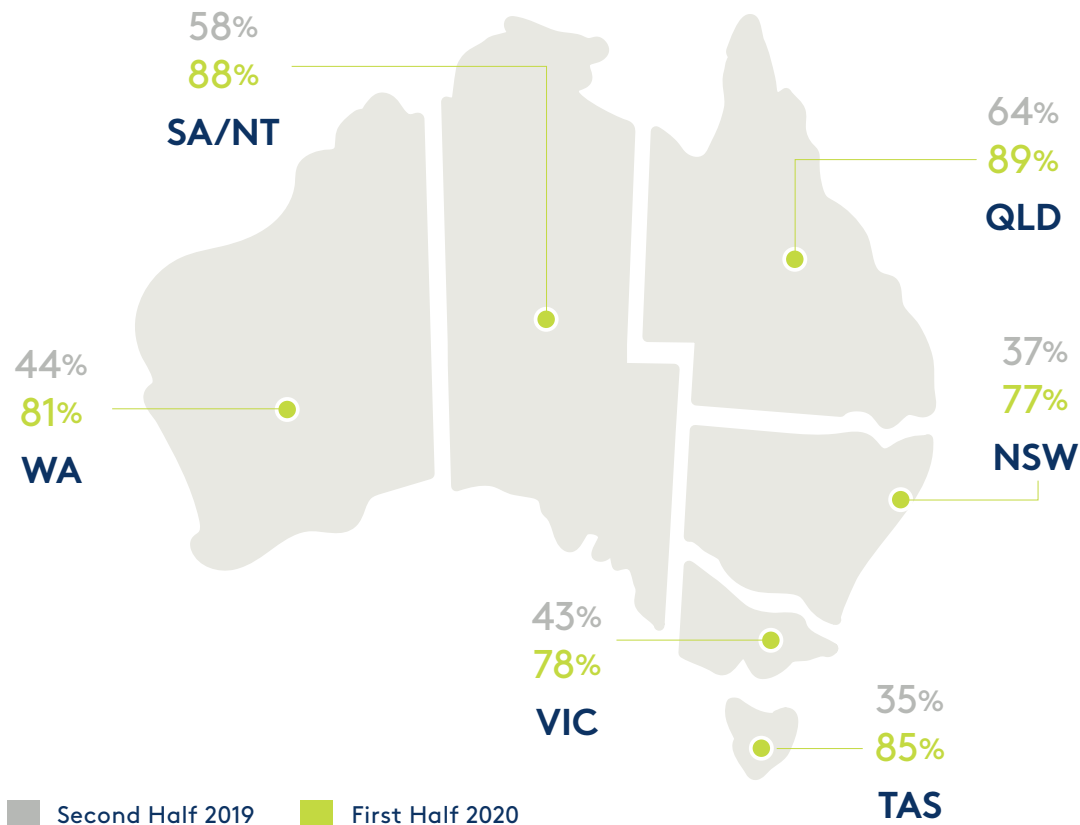 58%
88%
SA/NT
64%
89%
QLD
44%
81%
WA
37%
77%
NSW
43%
78%
VIC
35%
85%
TAS
Second Half 2019
First Half 2020